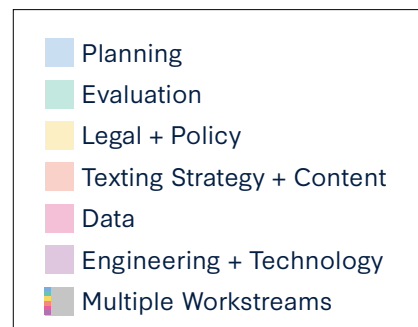 Planning
Evaluation
Legal + Policy
Texting Strategy + Content
Data
Engineering + Technology
Multiple Workstreams